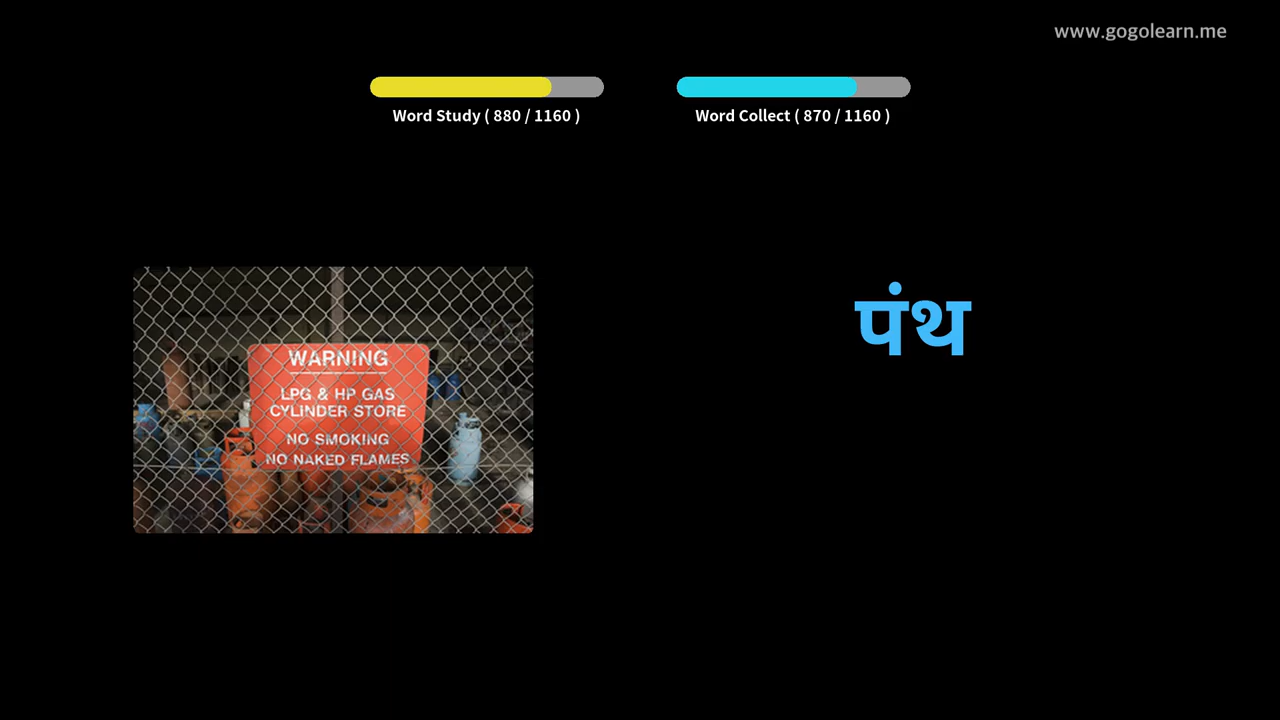 www.gogolearn.me
Word Study ( 880 / 1160 )
Word Collect ( 870 / 1160 )
पंथ
WARNING
LPG & HP GAS
CYLINDER STORE
NO SMOKING
NO NAKED FLAMES